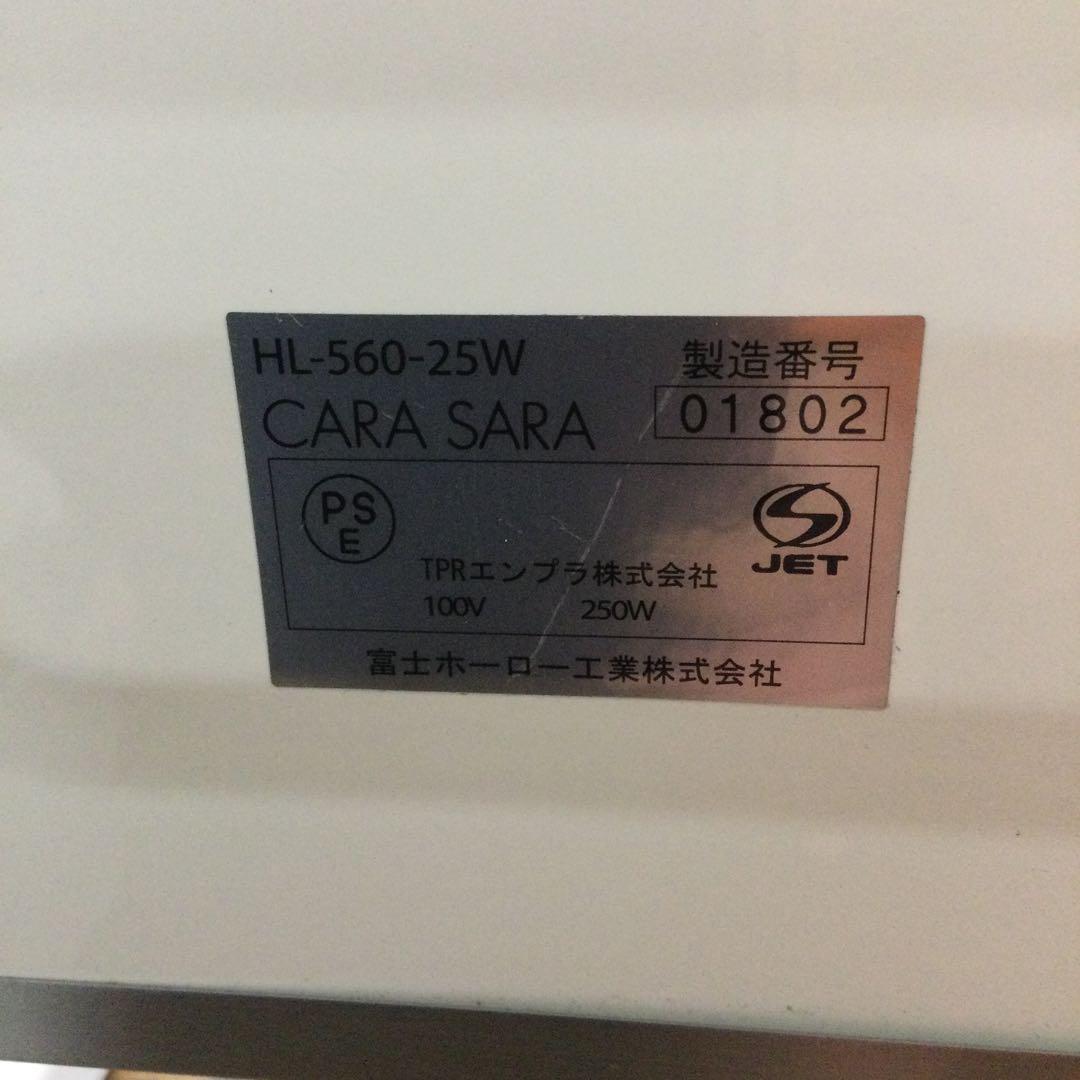 HL-560-25W
製造番号
CARA SARA
01802
PS
E
JET
TPRエンプラ株式会社
100V 250W
富士ホーロー工業株式会社